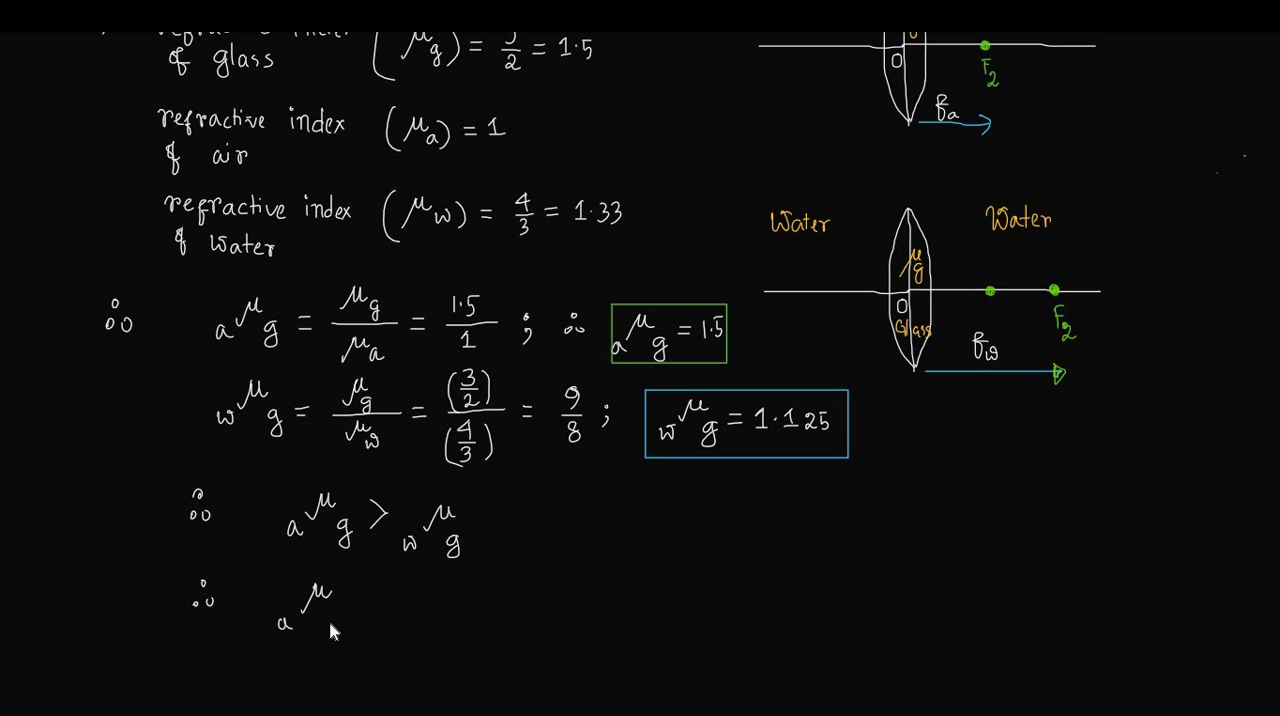 of glass (μg) = 3/2 = 1.5
refractive index (μa) = 1
of air
refractive index (μw) = 4/3 = 1.33
of water
∴ aμg = μg/μa = 1.5/1 ; ∴ aμg = 1.5
wμg = μg/μw = (3/2)/(4/3) = 9/8 ; wμg = 1.125
∴ aμg > wμg
∴ aμ
O F2
fa
Water Water
μg
O F2
Glass
fw